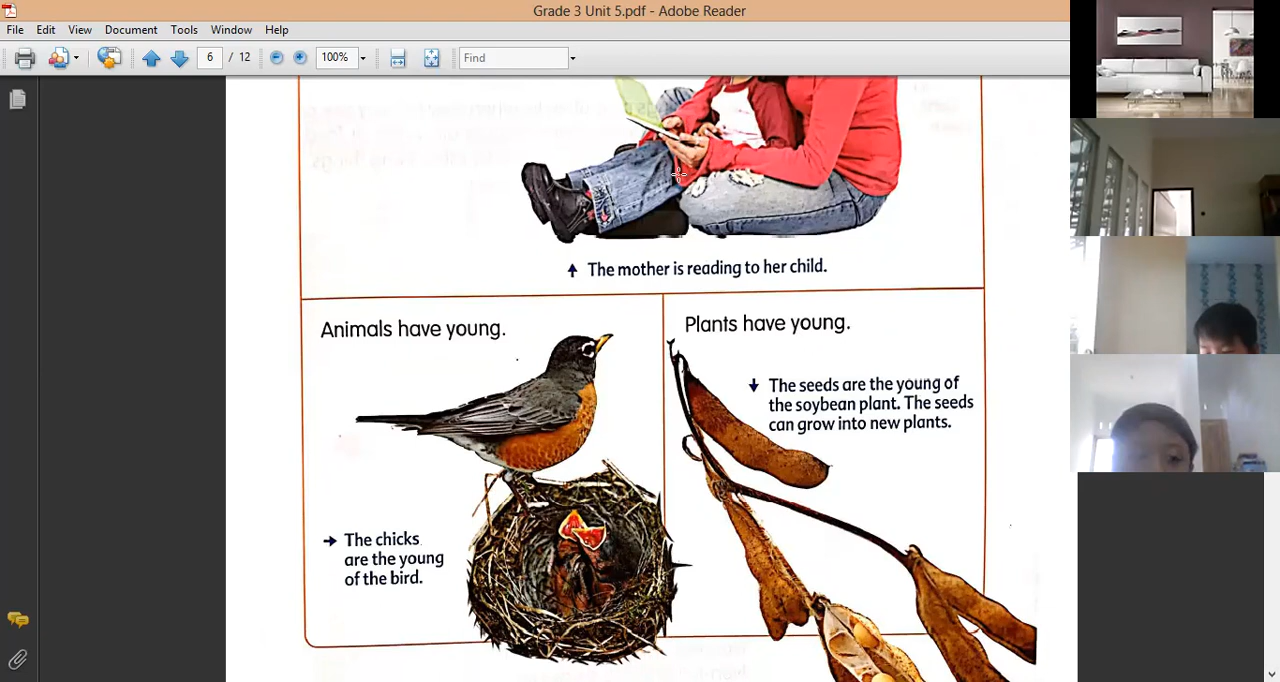 Grade 3 Unit 5.pdf - Adobe Reader
File Edit View Document Tools Window Help
6 / 12 100% Find
The mother is reading to her child.
Animals have young.
Plants have young.
The seeds are the young of
the soybean plant. The seeds
can grow into new plants.
The chicks
are the young
of the bird.